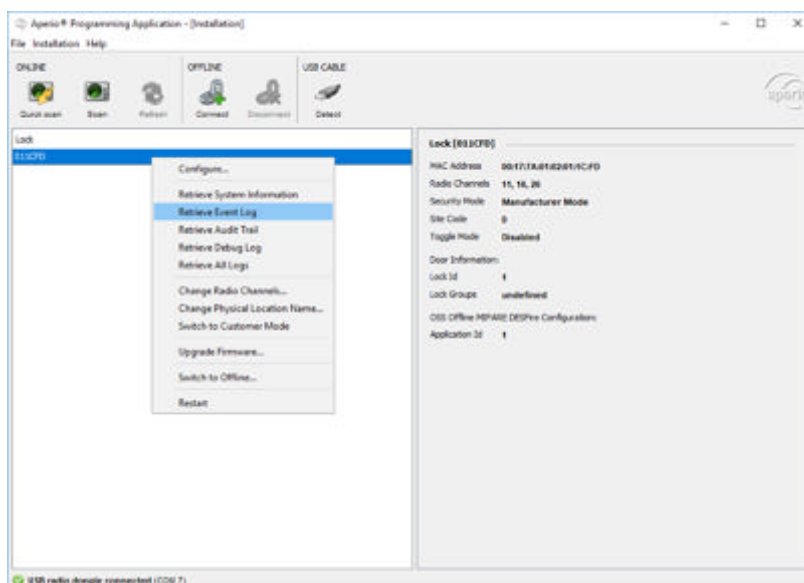 Aperio® Programming Application - [Installation]
File Installation Help
ONLINE OFFLINE USB CABLE
Quick scan Scan Refresh Connect Disconnect Detect
aperio
Lock
Configure...
Retrieve System Information
Retrieve Event Log
Retrieve Audit Trail
Retrieve Debug Log
Retrieve All Logs
Change Radio Channels...
Change Physical Location Name...
Switch to Customer Mode
Upgrade Firmware...
Switch to Offline...
Restart
MAC Address
Radio Channels 11, 16, 26
Security Mode Manufacturer Mode
Site Code 0
Toggle Mode Disabled
Door Information:
Lock Id 1
Lock Groups undefined
OSS Offline MIFARE DESFire Configuration:
Application Id 1
USB radio dongle connected (COM 7)